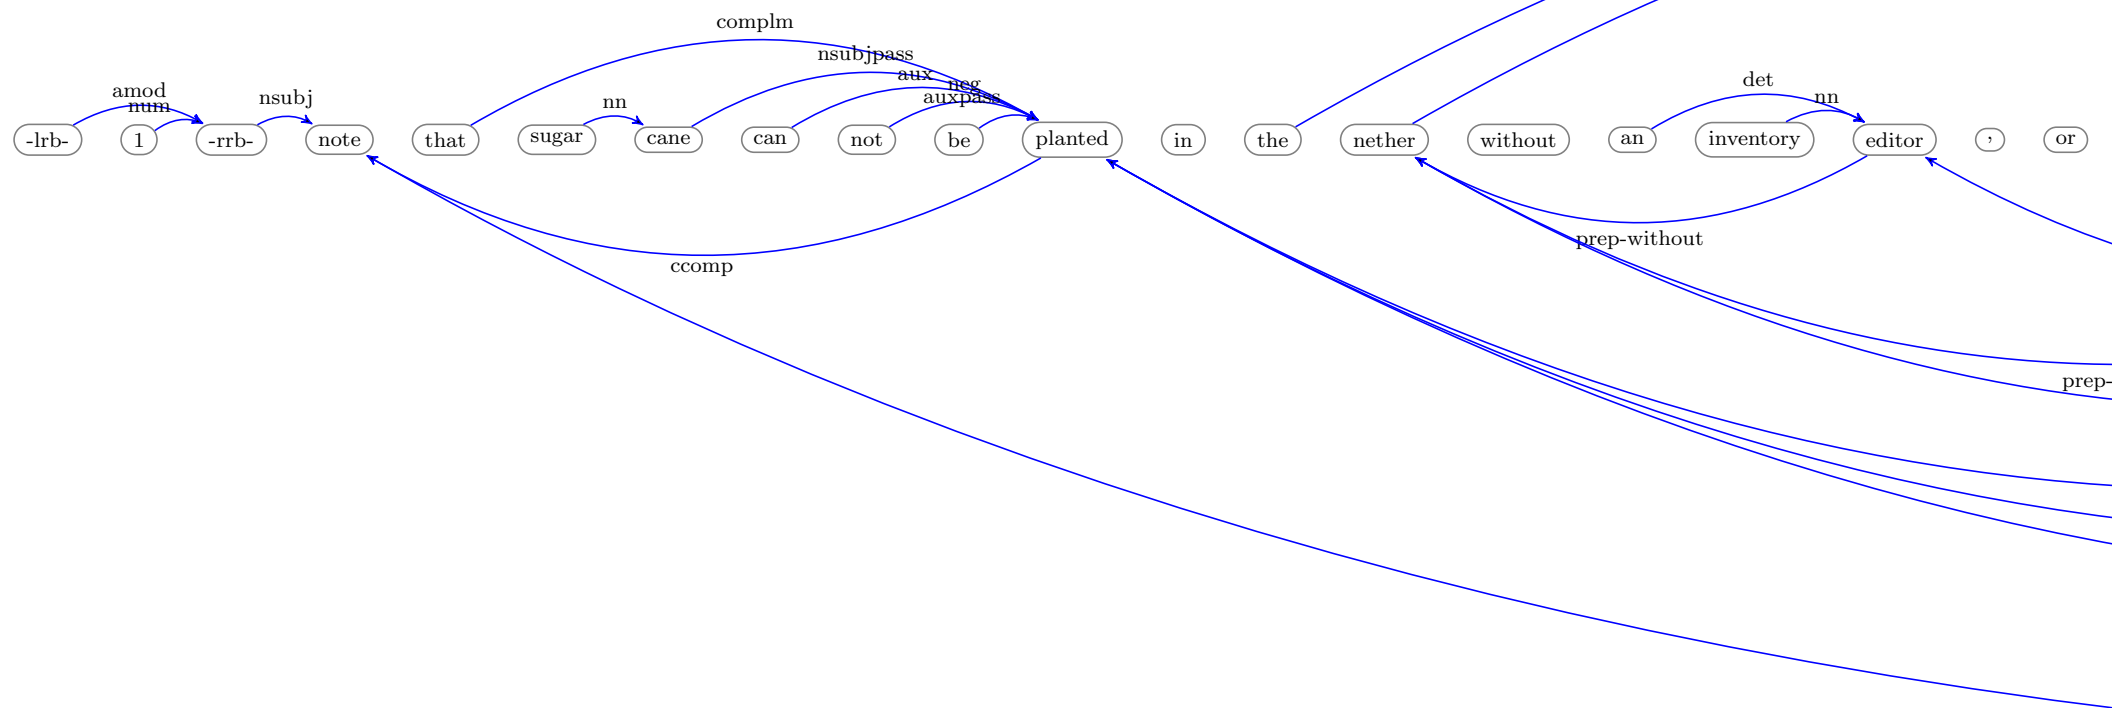 complm
nsubjpass
aux
neg
auxpass
amod
num
nsubj
nn
det
nn
-lrb- 1 -rrb- note that sugar cane can not be planted in the nether without an inventory editor , or
prep-without
ccomp
prep-